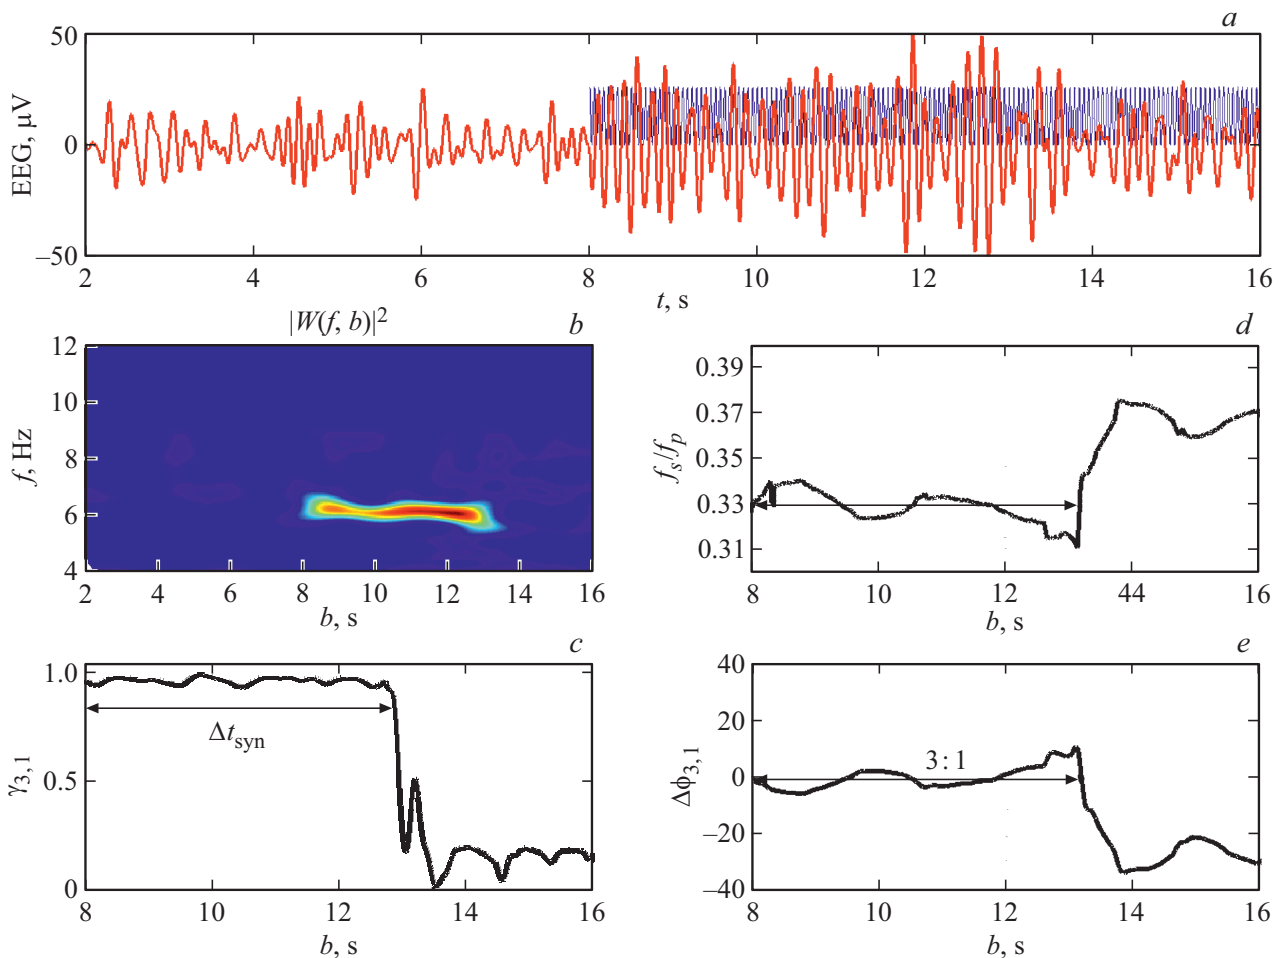 a
50
0
–50
EEG, μV
2 4 6 8 10 12 14 16
t, s
|W(f, b)|² b
12
10
8
6
4
f, Hz
2 4 6 8 10 12 14 16
b, s
d
0.39
0.37
0.35
0.33
0.31
f_s/f_p
8 10 12 44 16
b, s
c
1.0
0.5
0
γ3, 1
Δt_syn
8 10 12 14 16
b, s
e
40
20
0
–20
–40
Δϕ3, 1
3 : 1
8 10 12 14 16
b, s